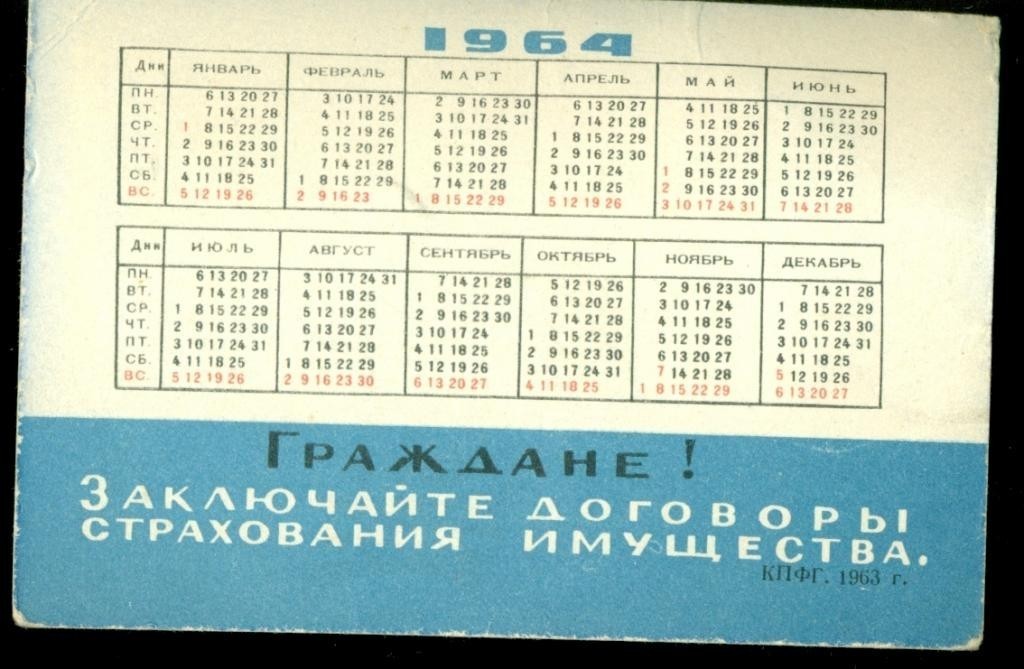 1964
Дни ЯНВАРЬ ФЕВРАЛЬ МАРТ АПРЕЛЬ МАЙ ИЮНЬ
ПН. 6 13 20 27 3 10 17 24 2 9 16 23 30 6 13 20 27 4 11 18 25 1 8 15 22 29
ВТ. 7 14 21 28 4 11 18 25 3 10 17 24 31 7 14 21 28 5 12 19 26 2 9 16 23 30
СР. 1 8 15 22 29 5 12 19 26 4 11 18 25 1 8 15 22 29 6 13 20 27 3 10 17 24
ЧТ. 2 9 16 23 30 6 13 20 27 5 12 19 26 2 9 16 23 30 7 14 21 28 4 11 18 25
ПТ. 3 10 17 24 31 7 14 21 28 6 13 20 27 3 10 17 24 1 8 15 22 29 5 12 19 26
СБ. 4 11 18 25 1 8 15 22 29 7 14 21 28 4 11 18 25 2 9 16 23 30 6 13 20 27
ВС. 5 12 19 26 2 9 16 23 1 8 15 22 29 5 12 19 26 3 10 17 24 31 7 14 21 28
Дни ИЮЛЬ АВГУСТ СЕНТЯБРЬ ОКТЯБРЬ НОЯБРЬ ДЕКАБРЬ
ПН. 6 13 20 27 3 10 17 24 31 7 14 21 28 5 12 19 26 2 9 16 23 30 7 14 21 28
ВТ. 7 14 21 28 4 11 18 25 1 8 15 22 29 6 13 20 27 3 10 17 24 1 8 15 22 29
СР. 1 8 15 22 29 5 12 19 26 2 9 16 23 30 7 14 21 28 4 11 18 25 2 9 16 23 30
ЧТ. 2 9 16 23 30 6 13 20 27 3 10 17 24 1 8 15 22 29 5 12 19 26 3 10 17 24 31
ПТ. 3 10 17 24 31 7 14 21 28 4 11 18 25 2 9 16 23 30 6 13 20 27 4 11 18 25
СБ. 4 11 18 25 1 8 15 22 29 5 12 19 26 3 10 17 24 31 7 14 21 28 5 12 19 26
ВС. 5 12 19 26 2 9 16 23 30 6 13 20 27 4 11 18 25 1 8 15 22 29 6 13 20 27
ГРАЖДАНЕ!
ЗАКЛЮЧАЙТЕ ДОГОВОРЫ
СТРАХОВАНИЯ ИМУЩЕСТВА.
КПФГ. 1963 г.